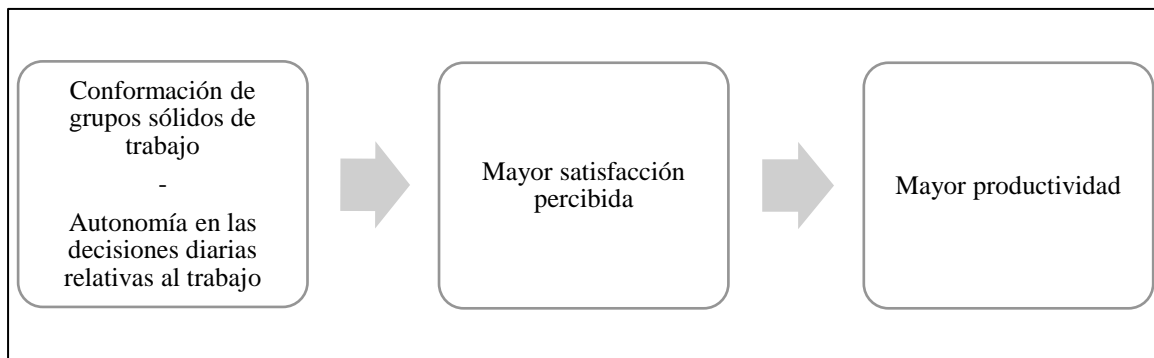 Conformación de
grupos sólidos de
trabajo
-
Autonomía en las
decisiones diarias
relativas al trabajo
Mayor satisfacción
percibida
Mayor productividad